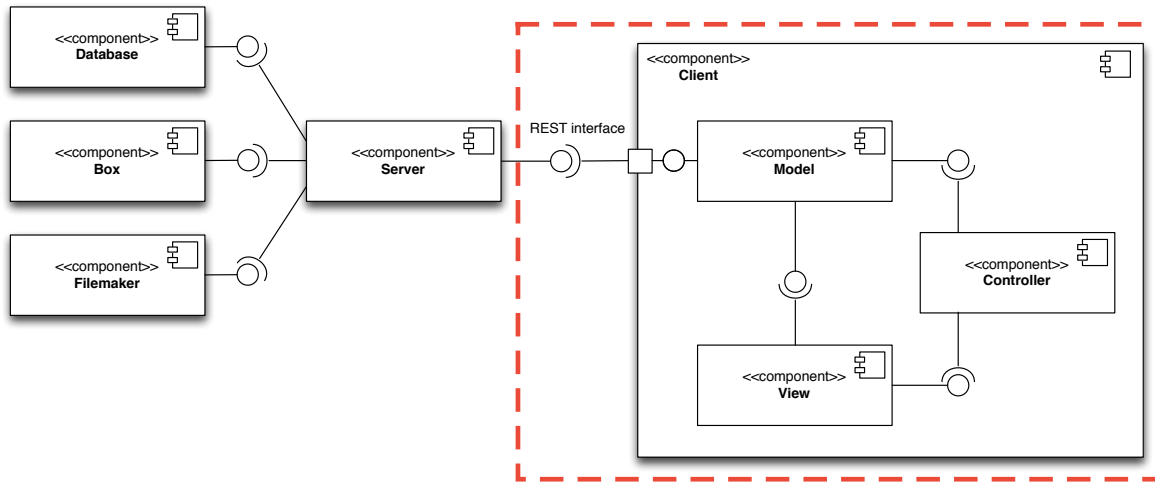 <<component>>
Database
<<component>>
Box
<<component>>
Filemaker
<<component>>
Server
REST interface
<<component>>
Client
<<component>>
Model
<<component>>
Controller
<<component>>
View